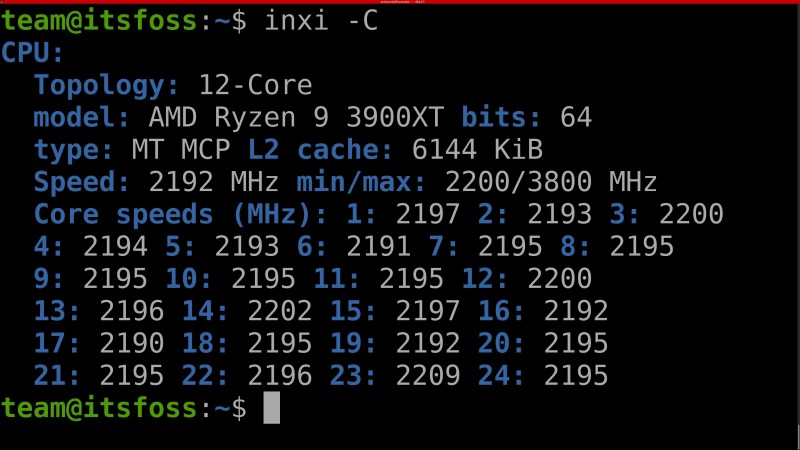 team@itsfoss:~$ inxi -C
CPU:
Topology: 12-Core
model: AMD Ryzen 9 3900XT bits: 64
type: MT MCP L2 cache: 6144 KiB
Speed: 2192 MHz min/max: 2200/3800 MHz
Core speeds (MHz): 1: 2197 2: 2193 3: 2200
4: 2194 5: 2193 6: 2191 7: 2195 8: 2195
9: 2195 10: 2195 11: 2195 12: 2200
13: 2196 14: 2202 15: 2197 16: 2192
17: 2190 18: 2195 19: 2192 20: 2195
21: 2195 22: 2196 23: 2209 24: 2195
team@itsfoss:~$